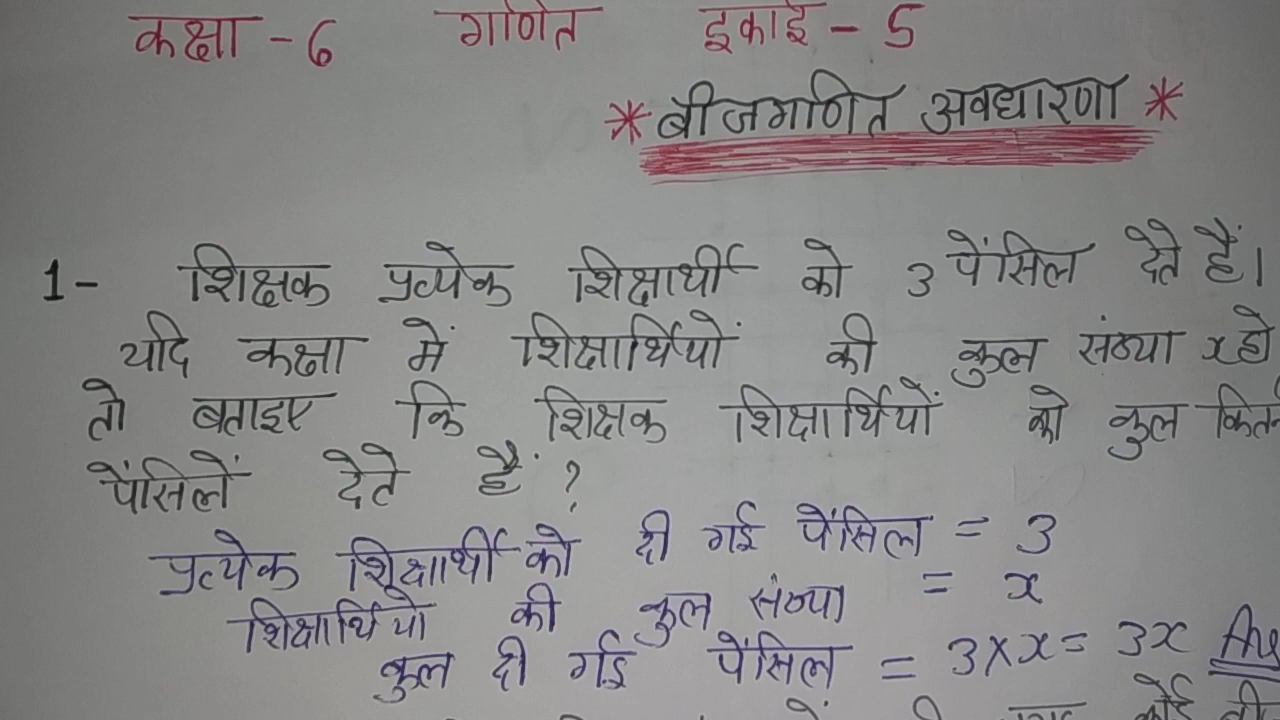 कक्षा - 6 गणित इकाई - 5
* बीजगणित अवधारणा *
1- शिक्षक प्रत्येक शिक्षार्थी को 3 पेंसिल देते हैं।
यदि कक्षा में शिक्षार्थियों की कुल संख्या x हो
तो बताइए कि शिक्षक शिक्षार्थियों को कुल
पेंसिलें देते हैं ?
प्रत्येक शिक्षार्थी को दी गई पेंसिल = 3
शिक्षार्थियो की कुल संख्या = x
कुल दी गई पेंसिल = 3×x = 3x